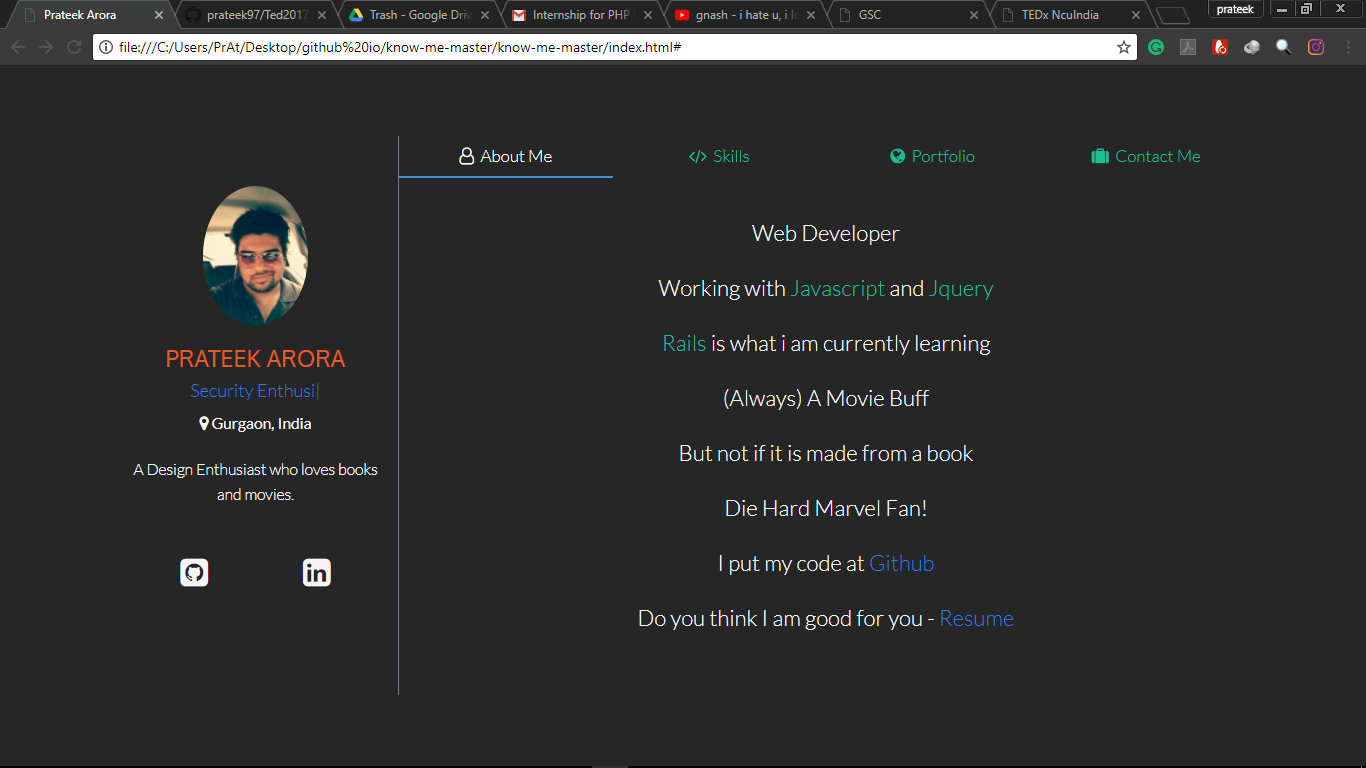 Prateek Arora
prateek97/Ted2017
Trash - Google Driv
Internship for PHP
gnash - i hate u, i lo
GSC
TEDx NcuIndia
prateek
file:///C:/Users/PrAt/Desktop/github%20io/know-me-master/know-me-master/index.html#
About Me
Skills
Portfolio
Contact Me
PRATEEK ARORA
Security Enthusi|
Gurgaon, India
A Design Enthusiast who loves books
and movies.
in
Web Developer
Working with Javascript and Jquery
Rails is what i am currently learning
(Always) A Movie Buff
But not if it is made from a book
Die Hard Marvel Fan!
I put my code at Github
Do you think I am good for you - Resume